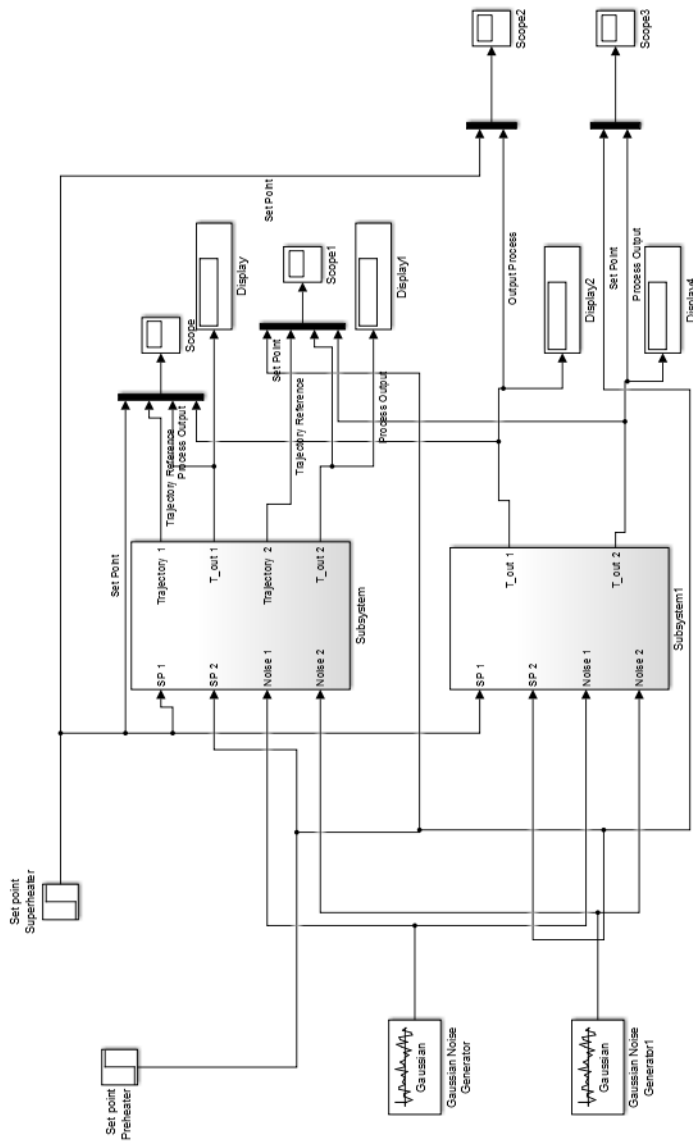 Set point
Preheater
Set point
Superheater
Gaussian
Gaussian Noise
Generator
Gaussian
Gaussian Noise
Generator1
SP 1
SP 2
Noise 1
Noise 2
Trajectory 1
T_out 1
Trajectory 2
T_out 2
Subsystem
SP 1
SP 2
Noise 1
Noise 2
T_out 1
T_out 2
Subsystem1
Set Point
Trajectory Reference
Process Output
Scope
Display
Set Point
Trajectory Reference
Process Output
Scope1
Display1
Set Point
Output Process
Scope2
Display2
Set Point
Process Output
Scope3
Display4